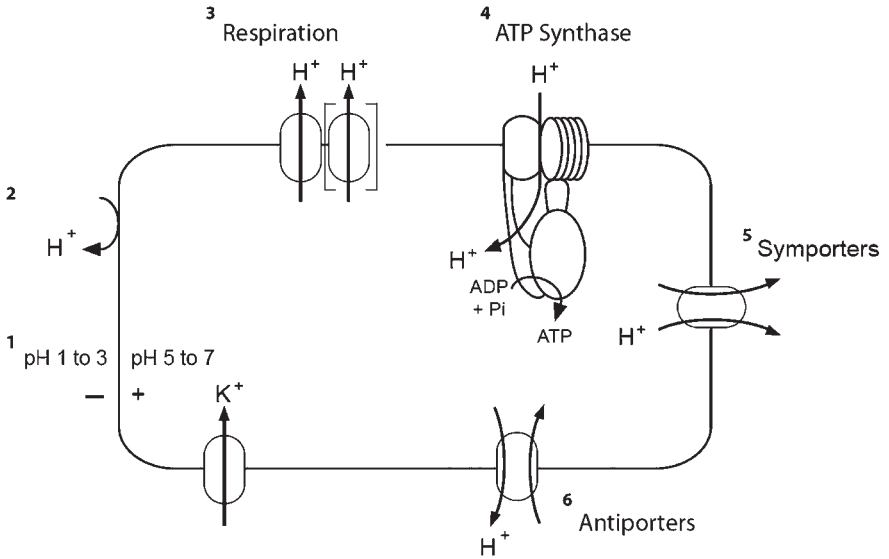 3 Respiration
H+ H+
4 ATP Synthase
H+
2
H+
H+
ADP
+ Pi
ATP
5 Symporters
H+
1 pH 1 to 3 pH 5 to 7
– +
K+
H+
6 Antiporters